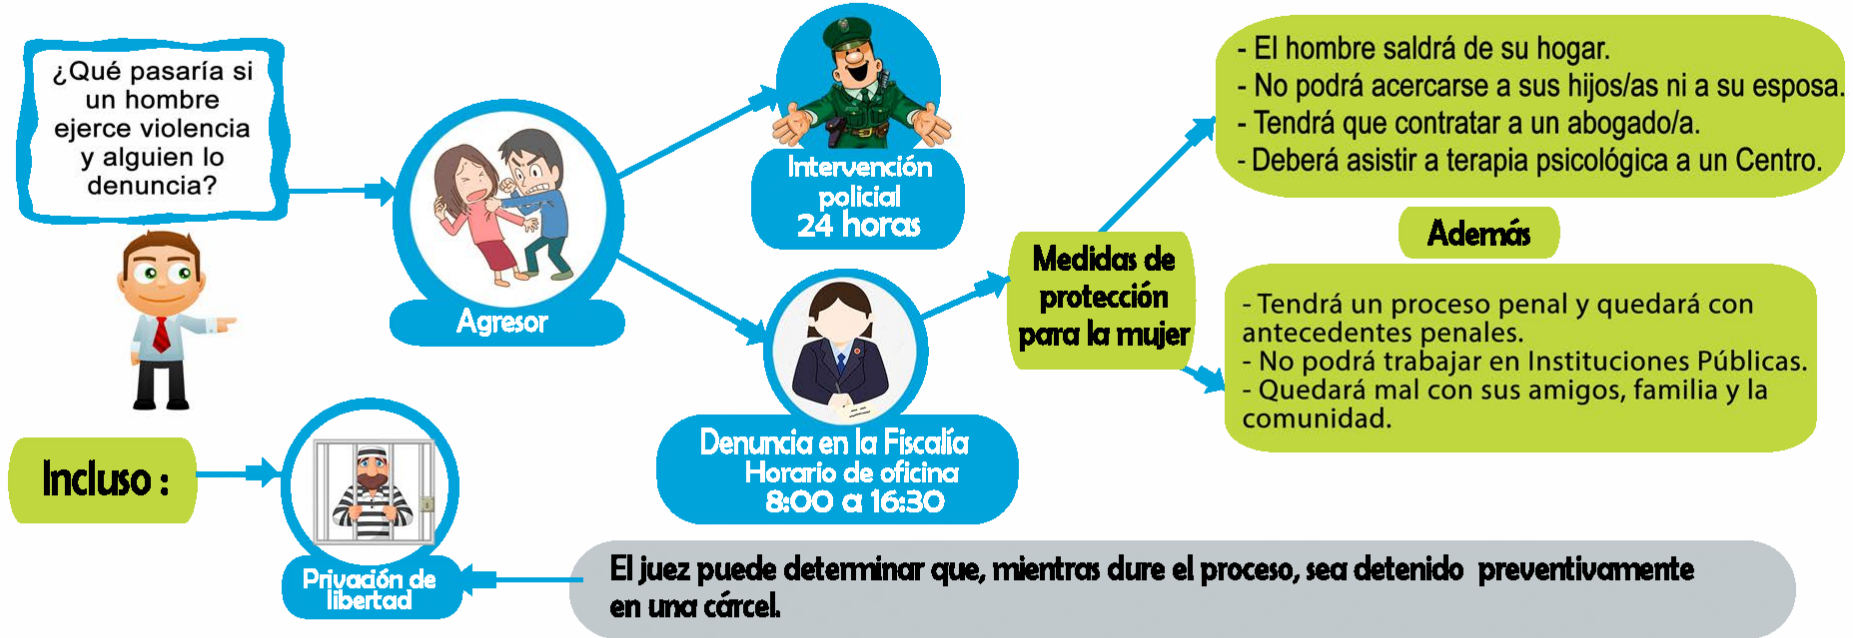 ¿Qué pasaría si
un hombre
ejerce violencia
y alguien lo
denuncia?
Agresor
Intervención
policial
24 horas
Denuncia en la Fiscalía
Horario de oficina
8:00 a 16:30
Medidas de
protección
para la mujer
- El hombre saldrá de su hogar.
- No podrá acercarse a sus hijos/as ni a su esposa.
- Tendrá que contratar a un abogado/a.
- Deberá asistir a terapia psicológica a un Centro.
Además
- Tendrá un proceso penal y quedará con
antecedentes penales.
- No podrá trabajar en Instituciones Públicas.
- Quedará mal con sus amigos, familia y la
comunidad.
Incluso :
Privación de
libertad
El juez puede determinar que, mientras dure el proceso, sea detenido preventivamente
en una cárcel.